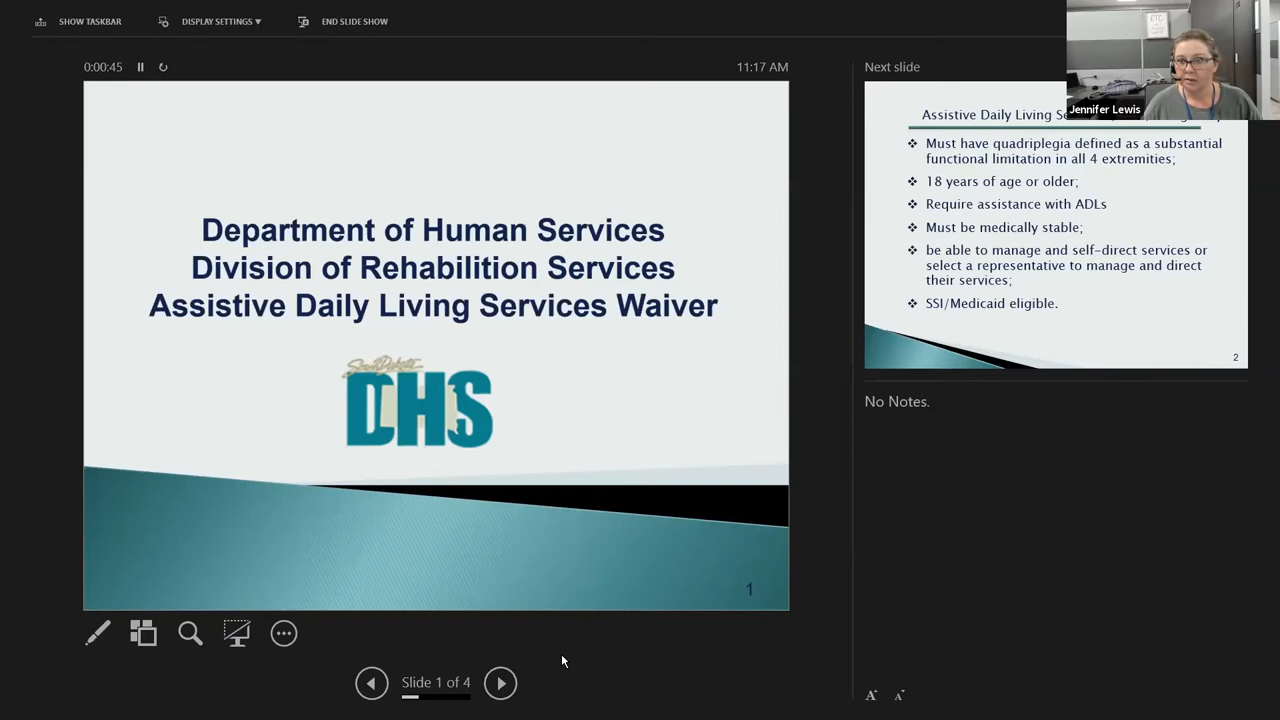 SHOW TASKBAR
DISPLAY SETTINGS ▼
END SLIDE SHOW
ETC
0:00:45
11:17 AM
Next slide
Jennifer Lewis
Department of Human Services
Division of Rehabilition Services
Assistive Daily Living Services Waiver
South Dakota
DHS
1
Assistive Daily Living Se
Must have quadriplegia defined as a substantial
functional limitation in all 4 extremities;
18 years of age or older;
Require assistance with ADLs
Must be medically stable;
be able to manage and self-direct services or
select a representative to manage and direct
their services;
SSI/Medicaid eligible.
2
No Notes.
Slide 1 of 4
A A